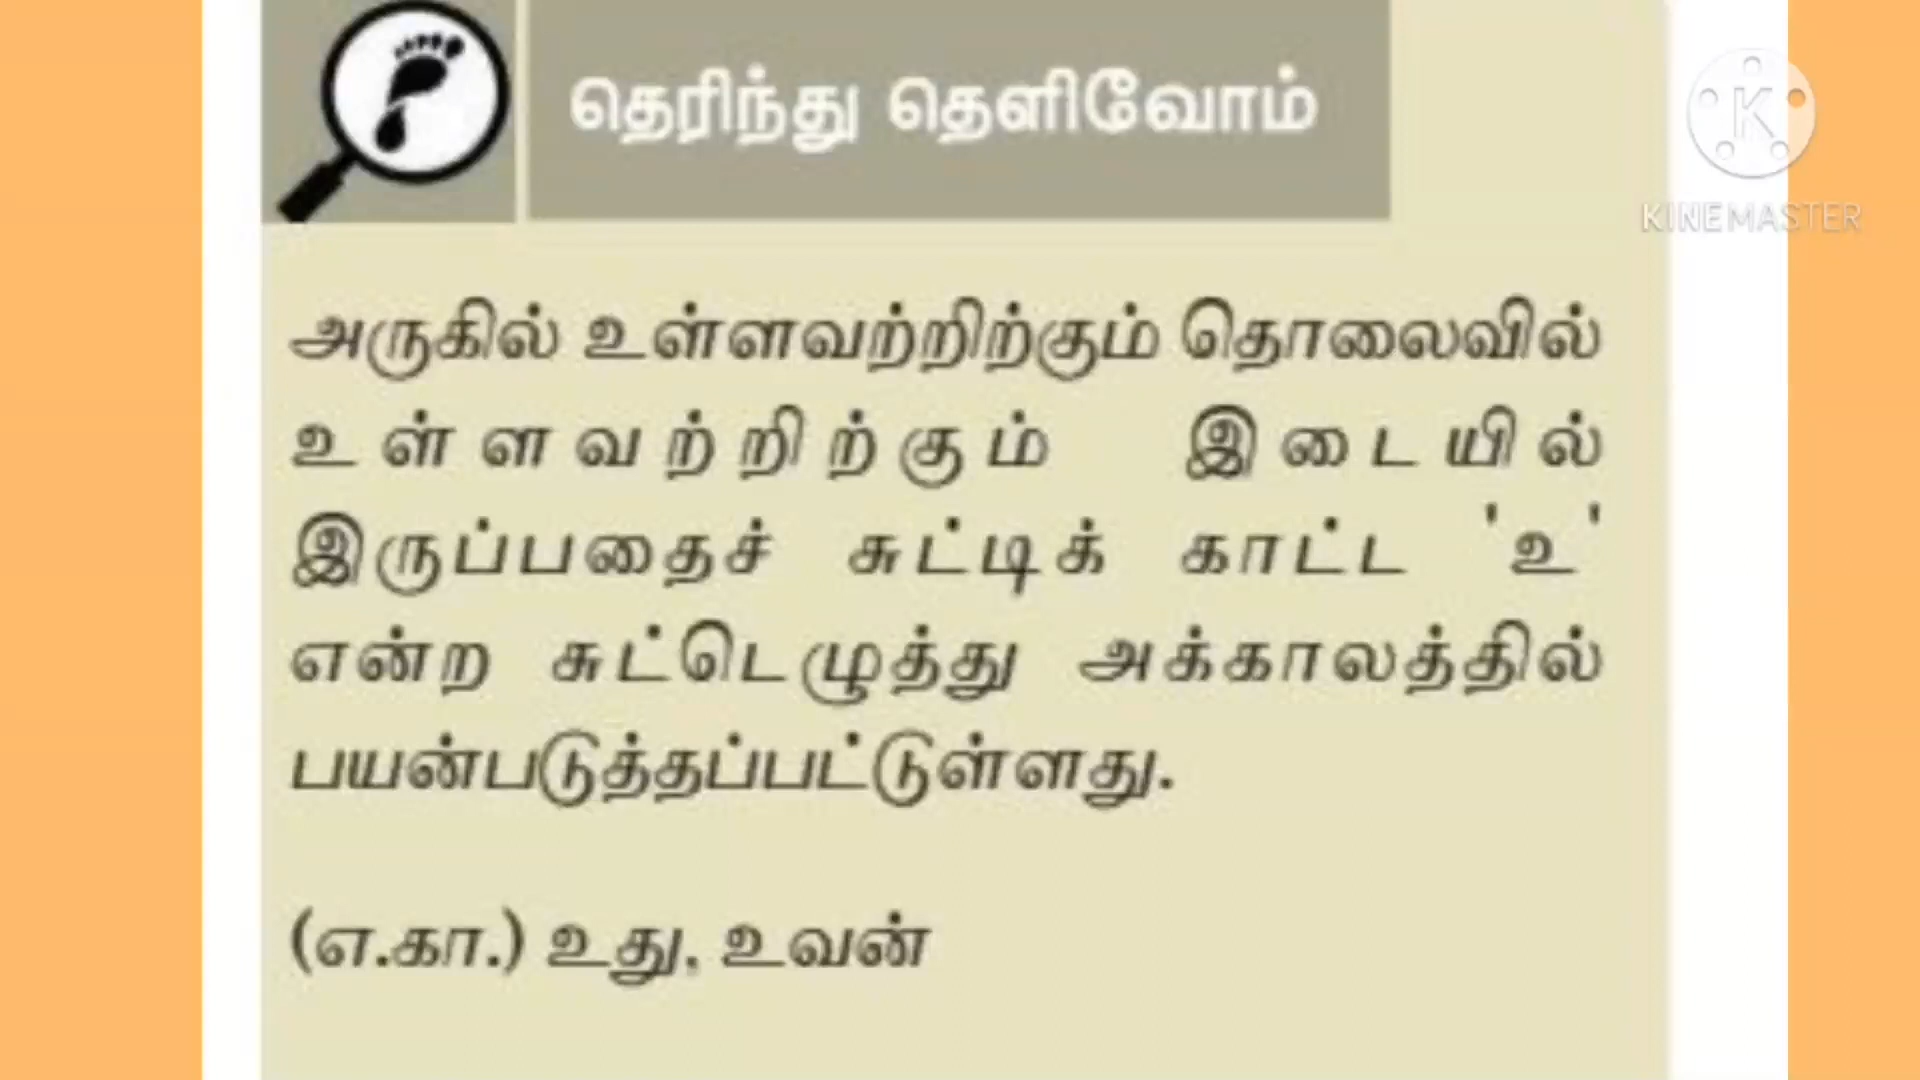 தெரிந்து தெளிவோம்
KINEMASTER
அருகில் உள்ளவற்றிற்கும் தொலைவில்
உள்ளவற்றிற்கும் இடையில்
இருப்பதைச் சுட்டிக் காட்ட 'உ'
என்ற சுட்டெழுத்து அக்காலத்தில்
பயன்படுத்தப்பட்டுள்ளது.
(எ.கா.) உது, உவன்